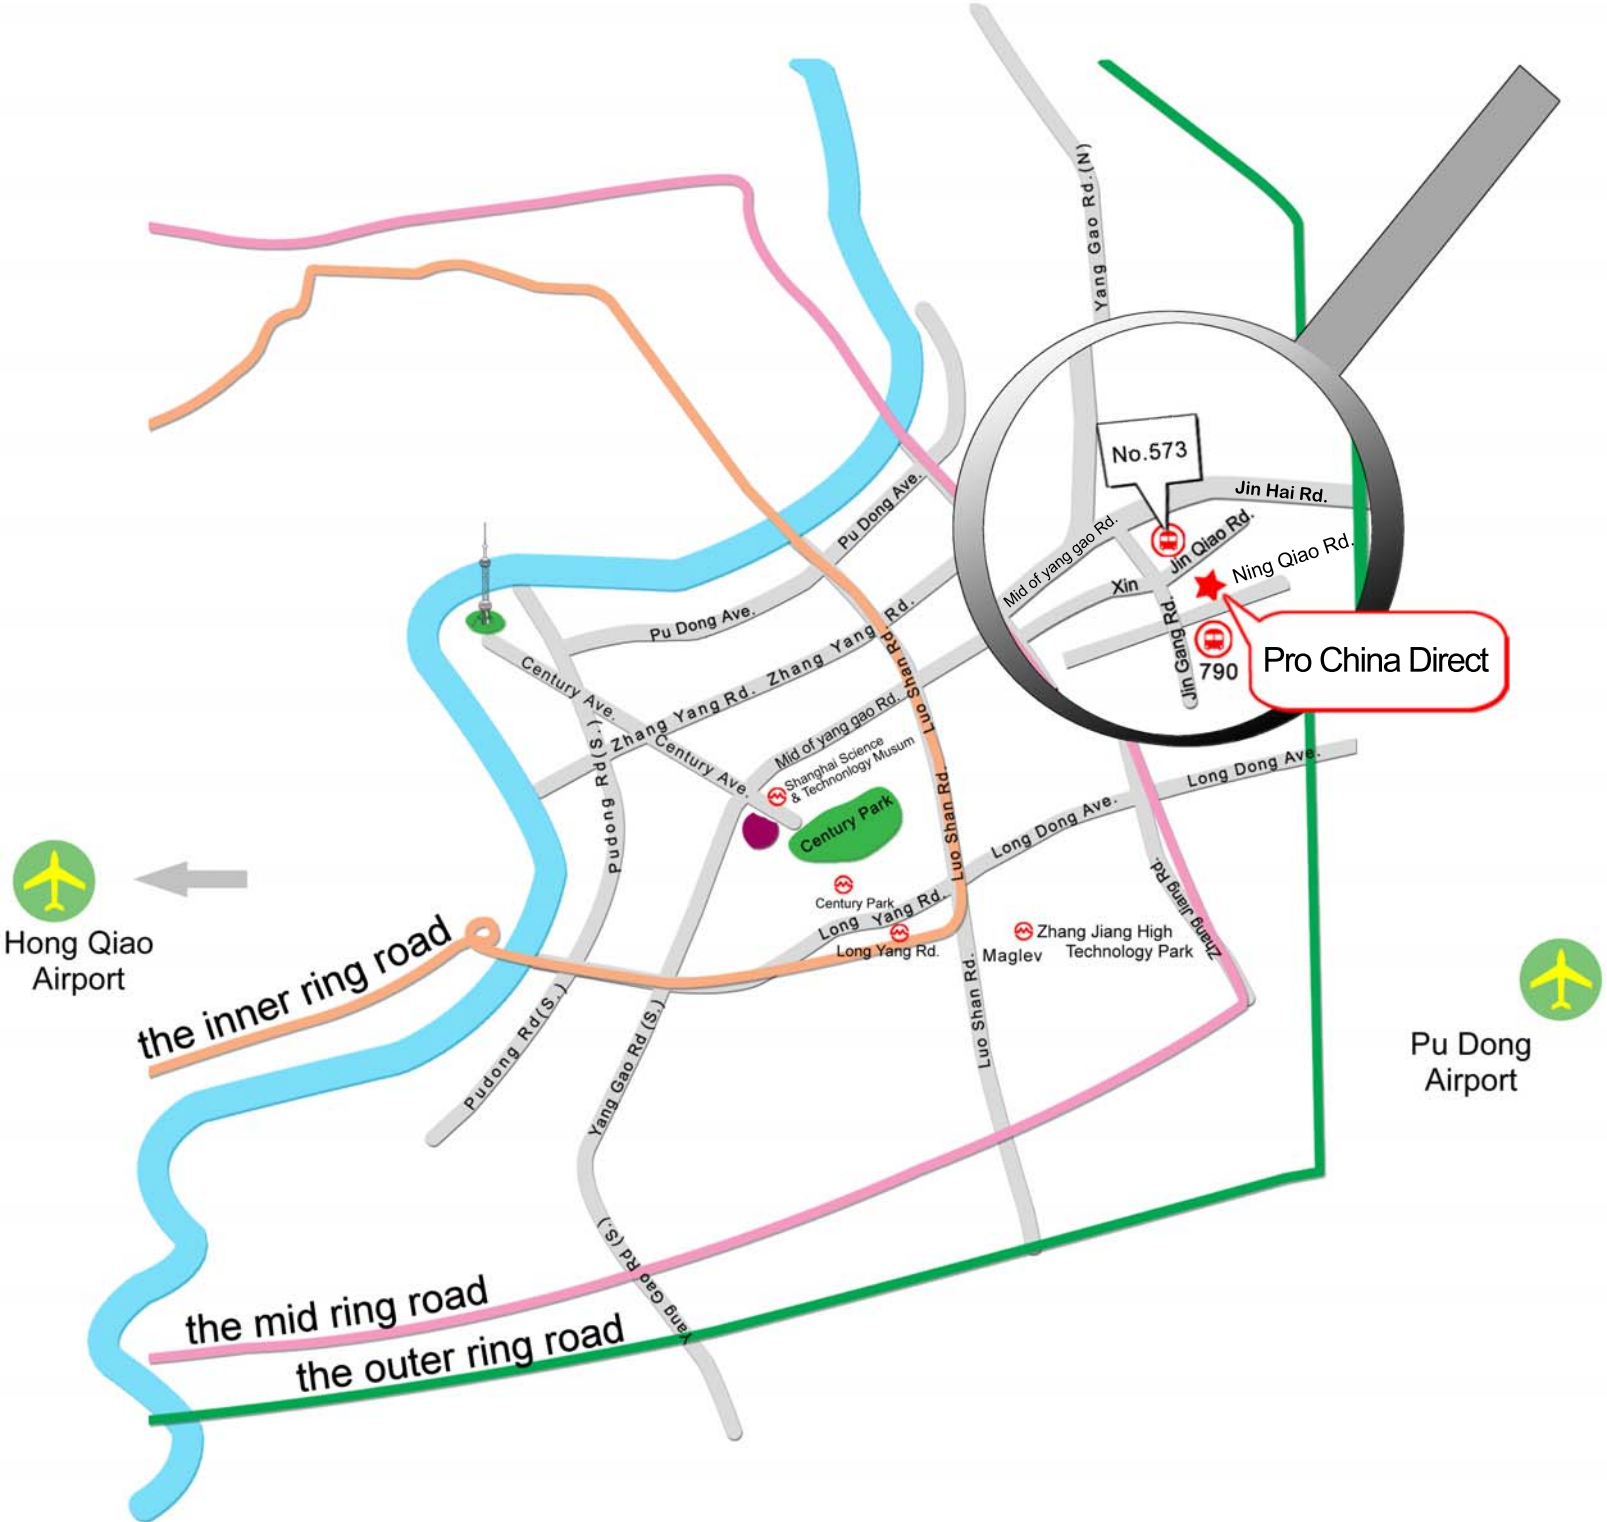 Yang Gao Rd.(N)
No.573
Jin Hai Rd.
Pu Dong Ave.
Mid of yang gao Rd.
Jin Qiao Rd.
Ning Qiao Rd.
Xin
Pu Dong Ave.
Zhang Yang Rd.
Jin Gang Rd.
790
Pro China Direct
Century Ave.
Zhang Yang Rd.
Luo Shan Rd.
Century Ave.
Mid of yang gao Rd.
Pudong Rd(S.)
Shanghai Science
& Technonlogy Musum
Long Dong Ave.
Century Park
Luo Shan Rd.
Long Dong Ave.
Century Park
Long Yang Rd.
Long Yang Rd.
Zhang Jiang Rd.
Zhang Jiang High
Technology Park
Maglev
Hong Qiao
Airport
the inner ring road
Pudong Rd(S.)
Yang Gao Rd (S.)
Luo Shan Rd.
Pu Dong
Airport
Yang Gao Rd (S.)
the mid ring road
the outer ring road